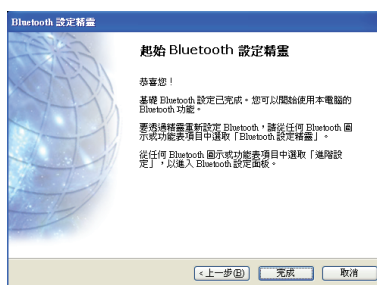 Bluetooth 設定精靈
起始 Bluetooth 設定精靈
恭喜您！
基礎 Bluetooth 設定已完成。您可以開始使用本電腦的
Bluetooth 功能。
要透過精靈重新設定 Bluetooth，請從任何 Bluetooth 圖
示或功能表項目中選取「Bluetooth 設定精靈」。
從任何 Bluetooth 圖示或功能表項目中選取「進階設
定」，以進入 Bluetooth 設定面板。
<上一步(B) 完成 取消